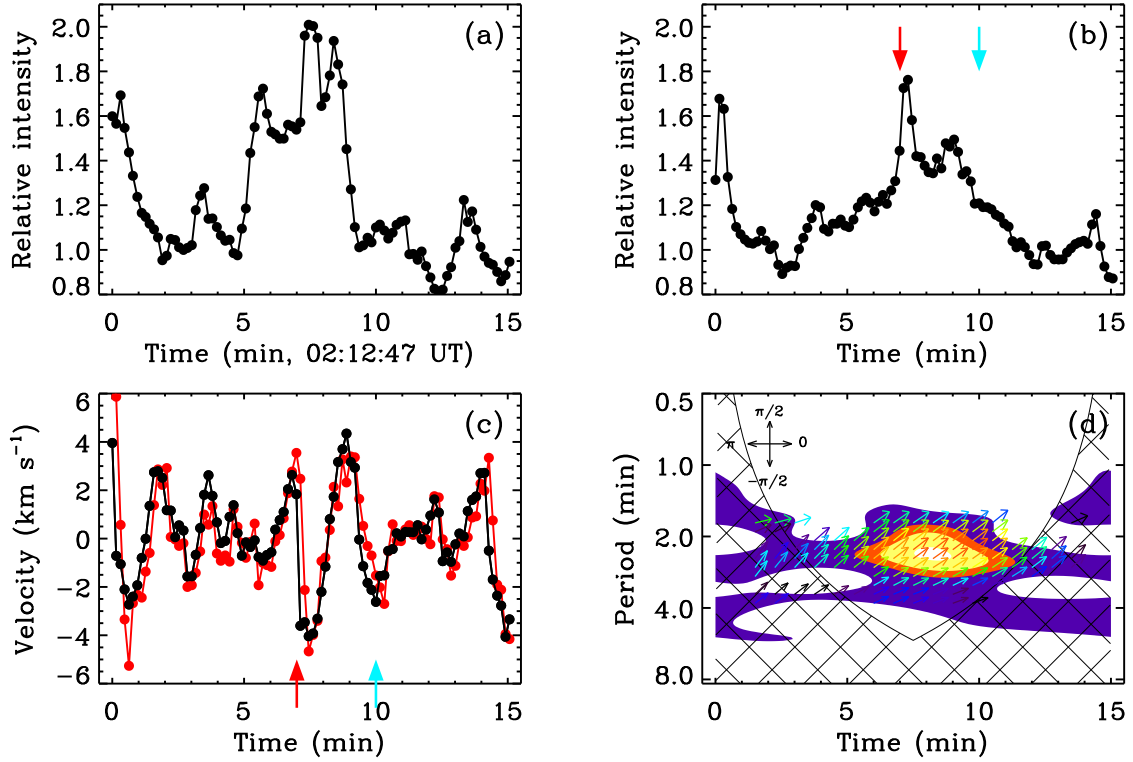 (a)
Relative intensity
2.0
1.8
1.6
1.4
1.2
1.0
0.8
0 5 10 15
Time (min, 02:12:47 UT)
(b)
Relative intensity
2.0
1.8
1.6
1.4
1.2
1.0
0.8
0 5 10 15
Time (min)
(c)
Velocity (km s⁻¹)
6
4
2
0
−2
−4
−6
0 5 10 15
Time (min)
(d)
Period (min)
0.5
1.0
2.0
4.0
8.0
π/2
π 0
−π/2
0 5 10 15
Time (min)